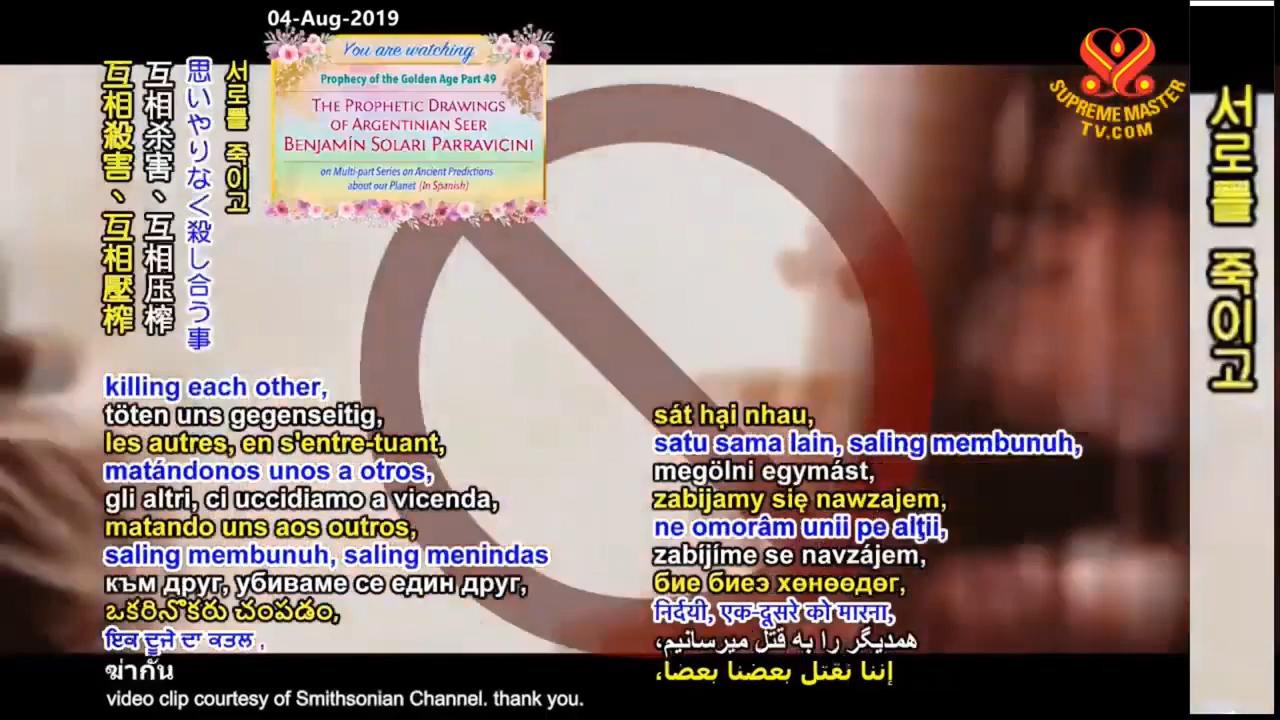 04-Aug-2019
You are watching
Prophecy of the Golden Age Part 49
THE PROPHETIC DRAWINGS
OF ARGENTINIAN SEER
BENJAMÍN SOLARI PARRAVICINI
on Multi-part Series on Ancient Predictions
about our Planet (In Spanish)
SUPREME MASTER
TV.COM
서로를 죽이고
思いやりなく殺し合う事
互相杀害、互相压榨
互相殺害、互相壓榨
서로를 죽이고
killing each other,
töten uns gegenseitig,
les autres, en s'entre-tuant,
matándonos unos a otros,
gli altri, ci uccidiamo a vicenda,
matando uns aos outros,
saling membunuh, saling menindas
към друг, убиваме се един друг,
ఒకరినొకరు చంపడం,
ਇਕ ਦੂਜੇ ਦਾ ਕਤਲ ,
ฆ่ากัน
sát hại nhau,
satu sama lain, saling membunuh,
megölni egymást,
zabijamy się nawzajem,
ne omorâm unii pe alţii,
zabíjíme se navzájem,
бие биеэ хөнөөдөг,
निर्दयी, एक-दूसरे को मारना,
همدیگر را به قتل میرسانیم،
إننا نقتل بعضنا بعضا،
video clip courtesy of Smithsonian Channel. thank you.